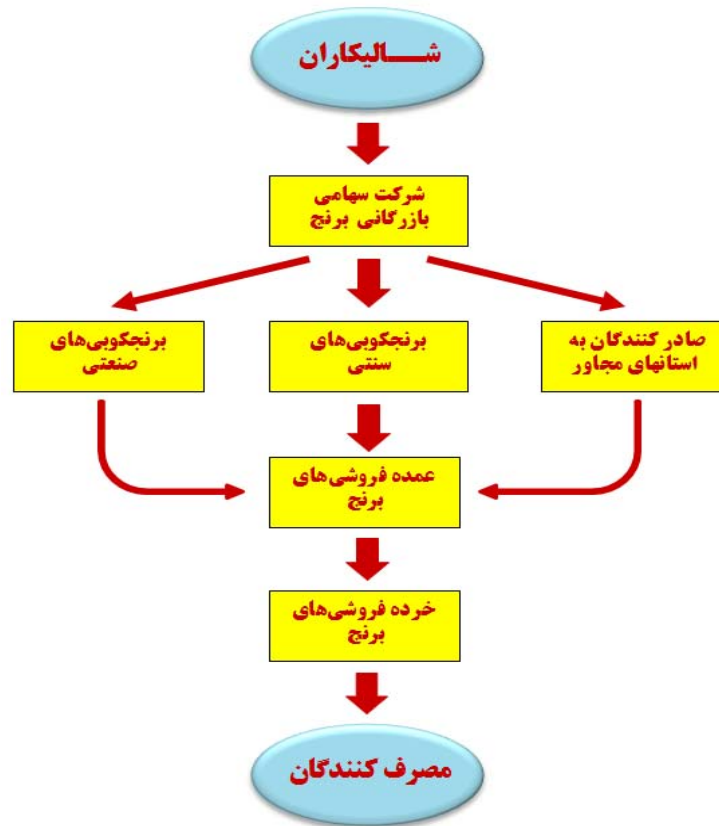 شـــالیکاران
شرکت سهامی
بازرگانی برنج
صادر کنندگان به
استانهای مجاور
برنجکوبی‌های
سنتی
برنجکوبی‌های
صنعتی
عمده فروشی‌های
برنج
خرده فروشی‌های
برنج
مصرف کنندگان